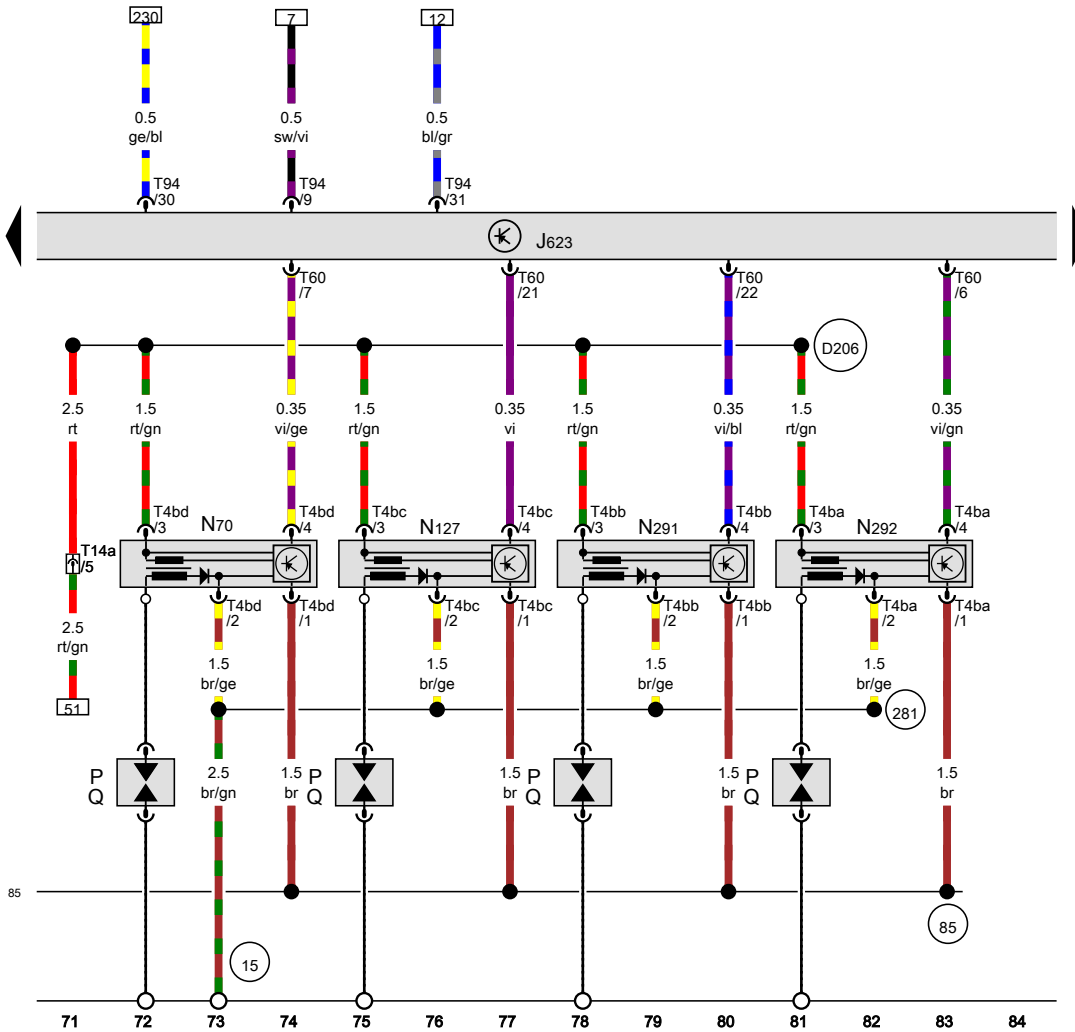 230 7 12
0.5 0.5 0.5
ge/bl sw/vi bl/gr
T94 T94 T94
/30 /9 /31
J623
T60 T60 T60 T60
/7 /21 /22 /6
D206
2.5 1.5 0.35 1.5 0.35 1.5 0.35 1.5 0.35
rt rt/gn vi/ge rt/gn vi rt/gn vi/bl rt/gn vi/gn
T4bd T4bd T4bc T4bc T4bb T4bb T4ba T4ba
/3 N70 /4 /3 N127 /4 /3 N291 /4 /3 N292 /4
T14a
/5
T4bd T4bd T4bc T4bc T4bb T4bb T4ba T4ba
/2 /1 /2 /1 /2 /1 /2 /1
2.5
rt/gn
1.5 1.5 1.5 1.5
br/ge br/ge br/ge br/ge
51 281
P 2.5 1.5 P 1.5 P 1.5 P 1.5
Q br/gn br Q br Q br Q br
85
85
15
71 72 73 74 75 76 77 78 79 80 81 82 83 84